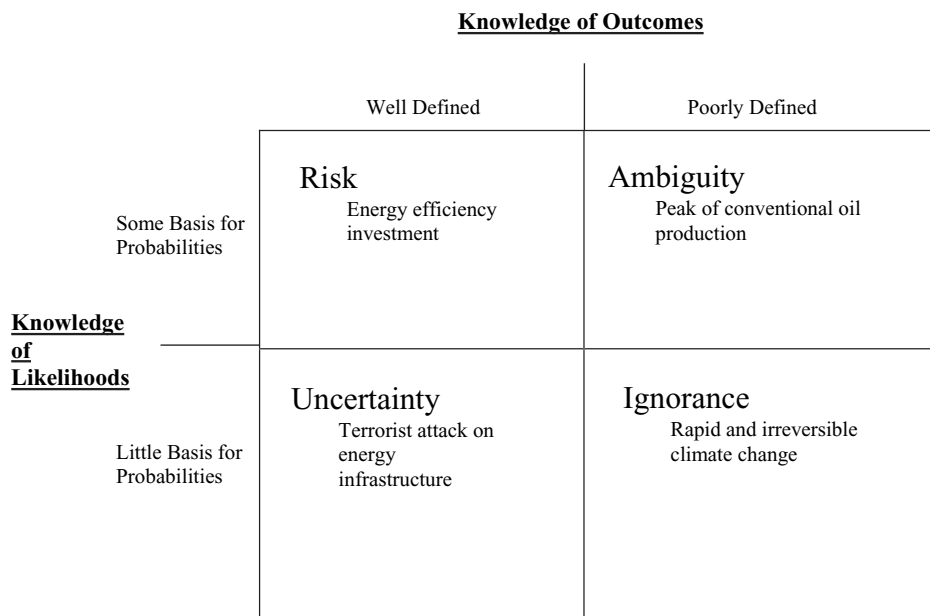 Knowledge of Outcomes
Well Defined
Poorly Defined
Some Basis for
Probabilities
Risk
Energy efficiency
investment
Ambiguity
Peak of conventional oil
production
Knowledge
of
Likelihoods
Little Basis for
Probabilities
Uncertainty
Terrorist attack on
energy
infrastructure
Ignorance
Rapid and irreversible
climate change